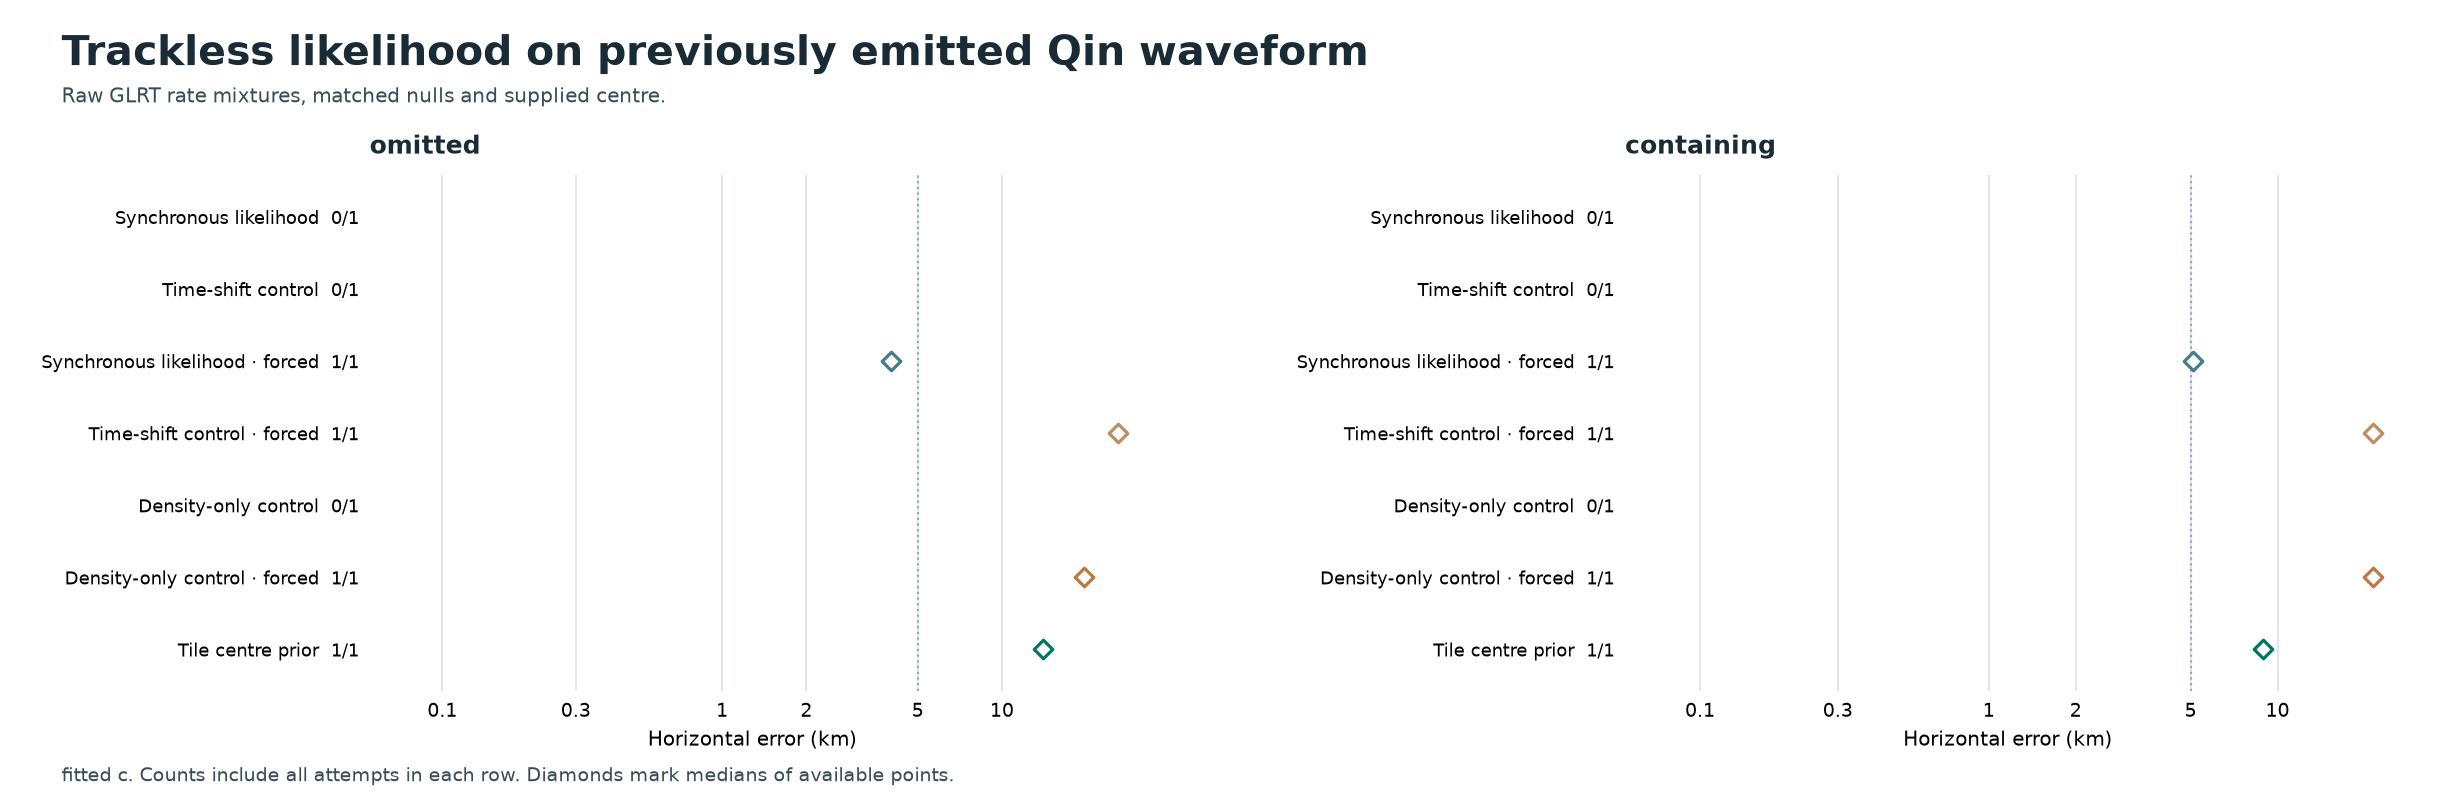 Trackless likelihood on previously emitted Qin waveform
Raw GLRT rate mixtures, matched nulls and supplied centre.
omitted
Synchronous likelihood 0/1
Time-shift control 0/1
Synchronous likelihood · forced 1/1
Time-shift control · forced 1/1
Density-only control 0/1
Density-only control · forced 1/1
Tile centre prior 1/1
0.1 0.3 1 2 5 10
Horizontal error (km)
containing
Synchronous likelihood 0/1
Time-shift control 0/1
Synchronous likelihood · forced 1/1
Time-shift control · forced 1/1
Density-only control 0/1
Density-only control · forced 1/1
Tile centre prior 1/1
0.1 0.3 1 2 5 10
Horizontal error (km)
fitted c. Counts include all attempts in each row. Diamonds mark medians of available points.